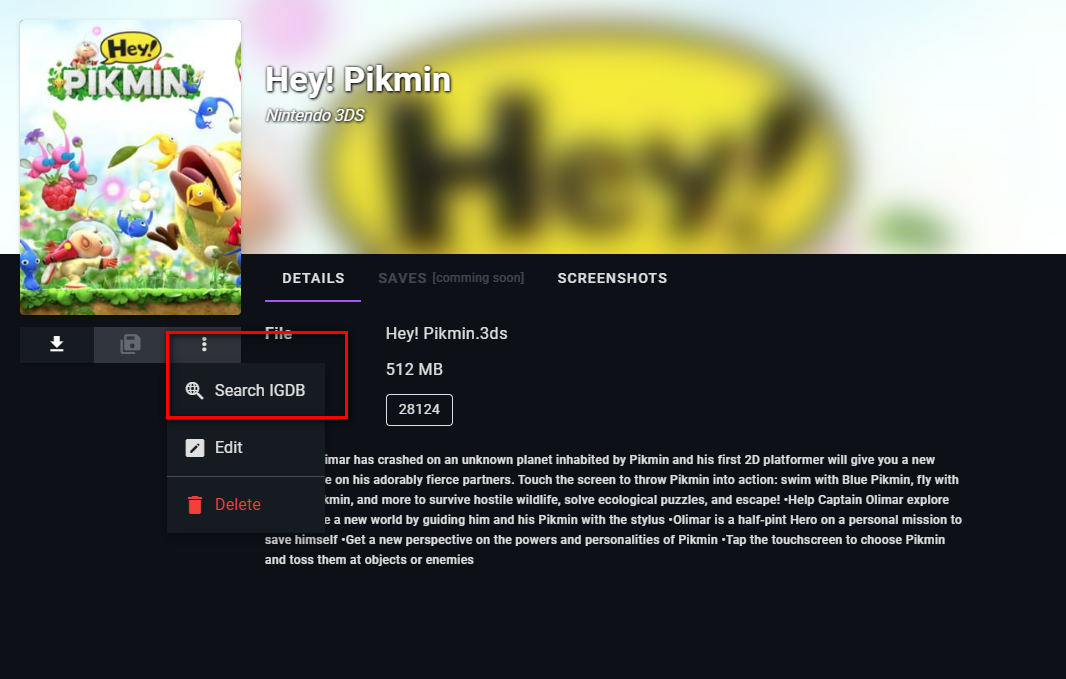 Hey!
PIKMIN
Hey! Pikmin
Nintendo 3DS
Hey!
DETAILS
SAVES [comming soon]
SCREENSHOTS
File
Hey! Pikmin.3ds
512 MB
28124
Search IGDB
Edit
Delete
imar has crashed on an unknown planet inhabited by Pikmin and his first 2D platformer will give you a new
e on his adorably fierce partners. Touch the screen to throw Pikmin into action: swim with Blue Pikmin, fly with
kmin, and more to survive hostile wildlife, solve ecological puzzles, and escape! •Help Captain Olimar explore
e a new world by guiding him and his Pikmin with the stylus •Olimar is a half-pint Hero on a personal mission to
save himself •Get a new perspective on the powers and personalities of Pikmin •Tap the touchscreen to choose Pikmin
and toss them at objects or enemies